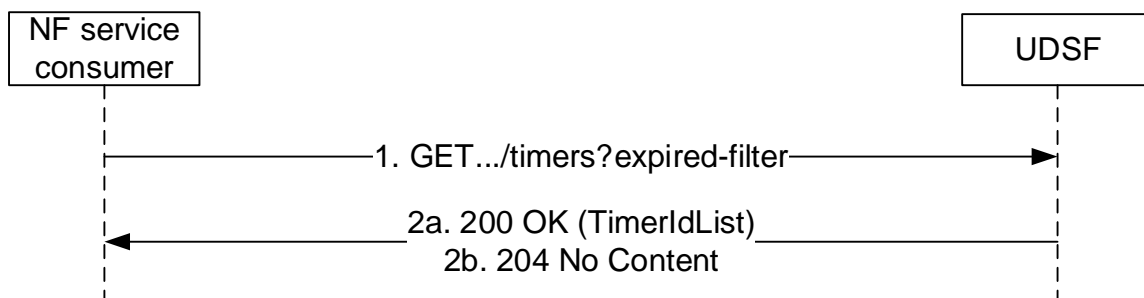 NF service
consumer
UDSF
1. GET.../timers?expired-filter
2a. 200 OK (TimerIdList)
2b. 204 No Content